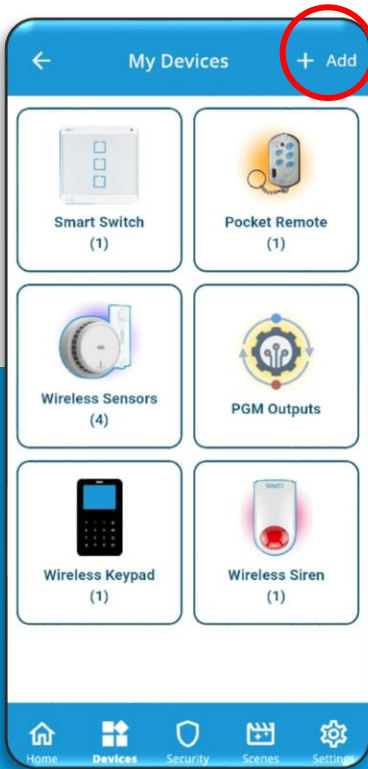 My Devices
+ Add
Smart Switch
(1)
Pocket Remote
(1)
Wireless Sensors
(4)
PGM Outputs
Wireless Keypad
(1)
Wireless Siren
(1)
Home
Devices
Security
Scenes
Settings